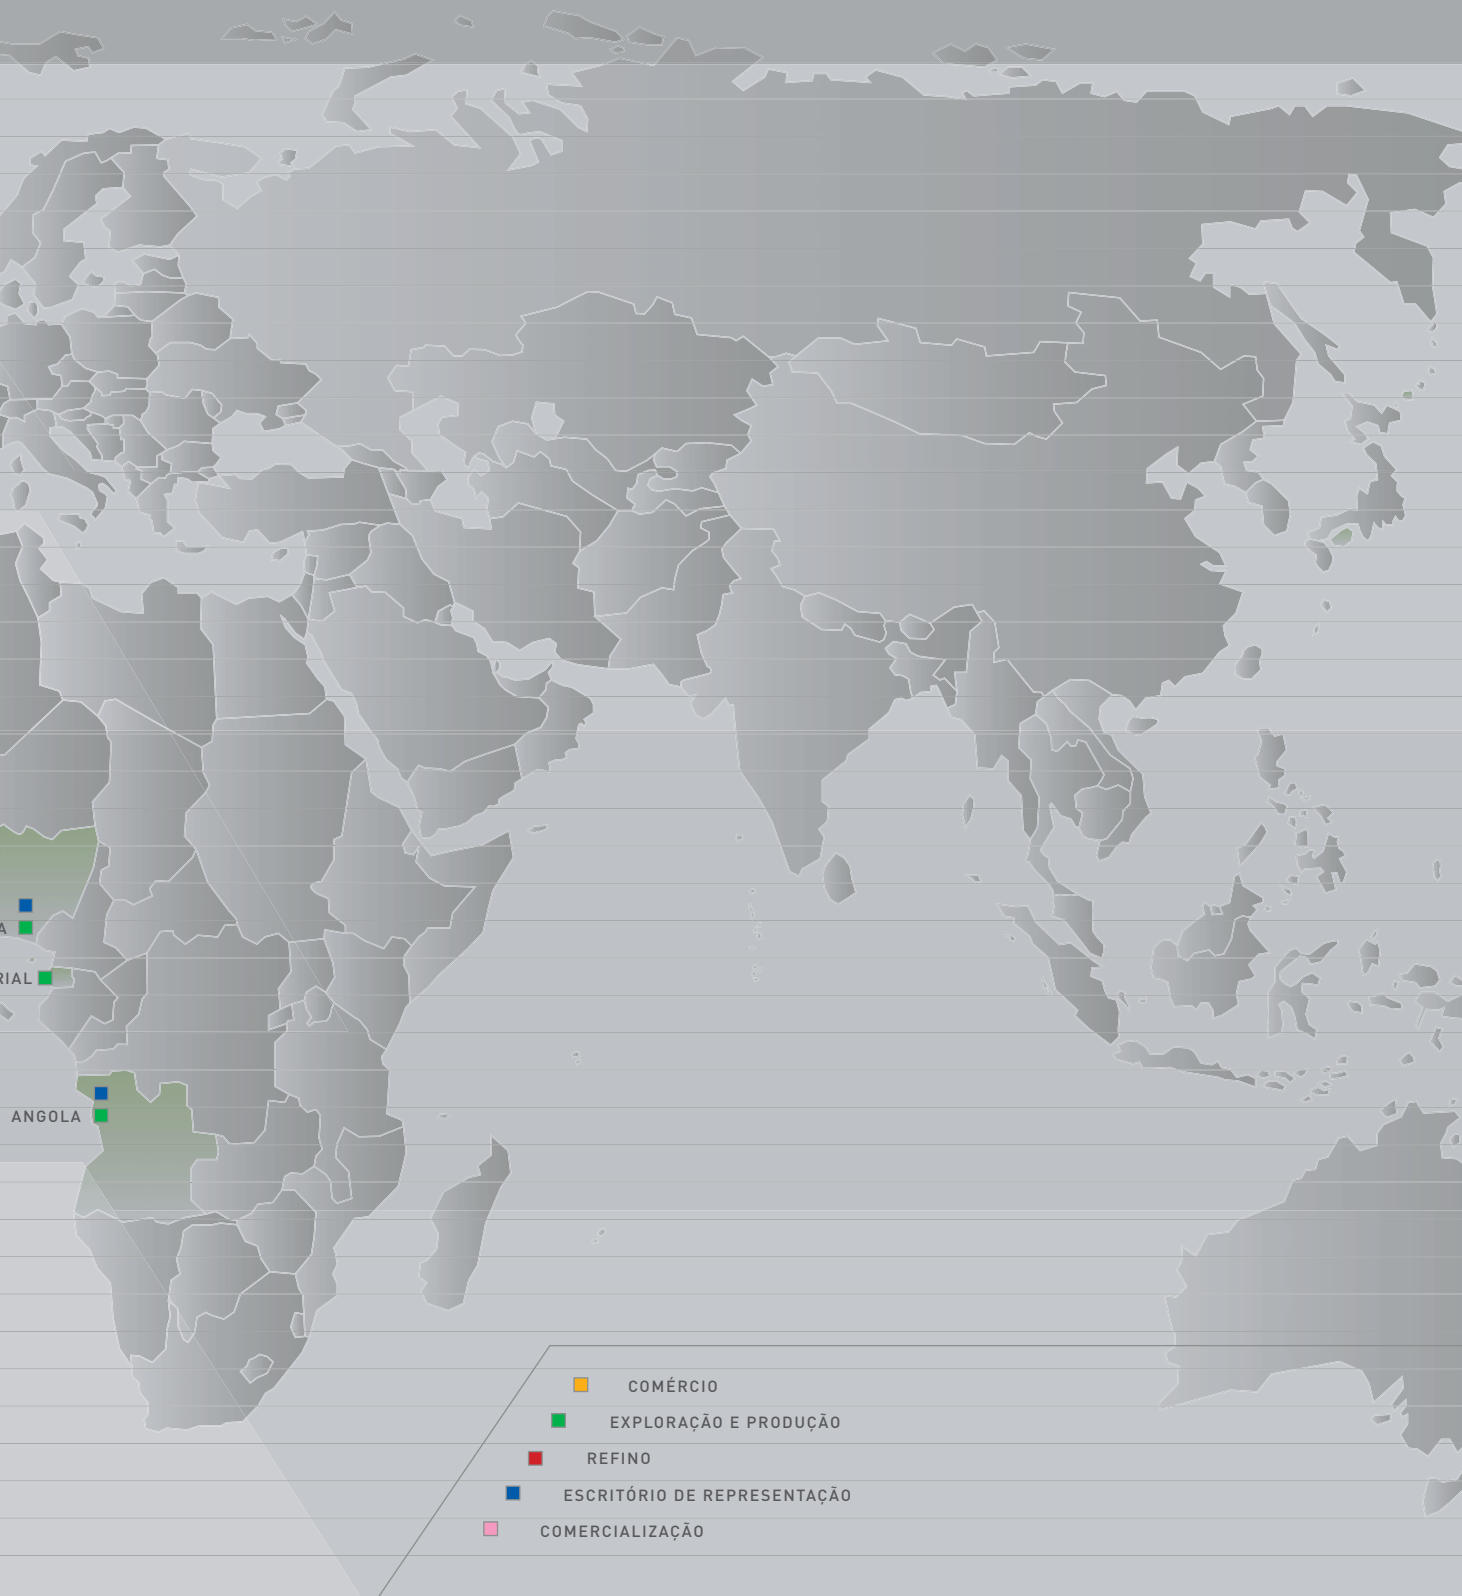 A
RIAL
ANGOLA
COMÉRCIO
EXPLORAÇÃO E PRODUÇÃO
REFINO
ESCRITÓRIO DE REPRESENTAÇÃO
COMERCIALIZAÇÃO